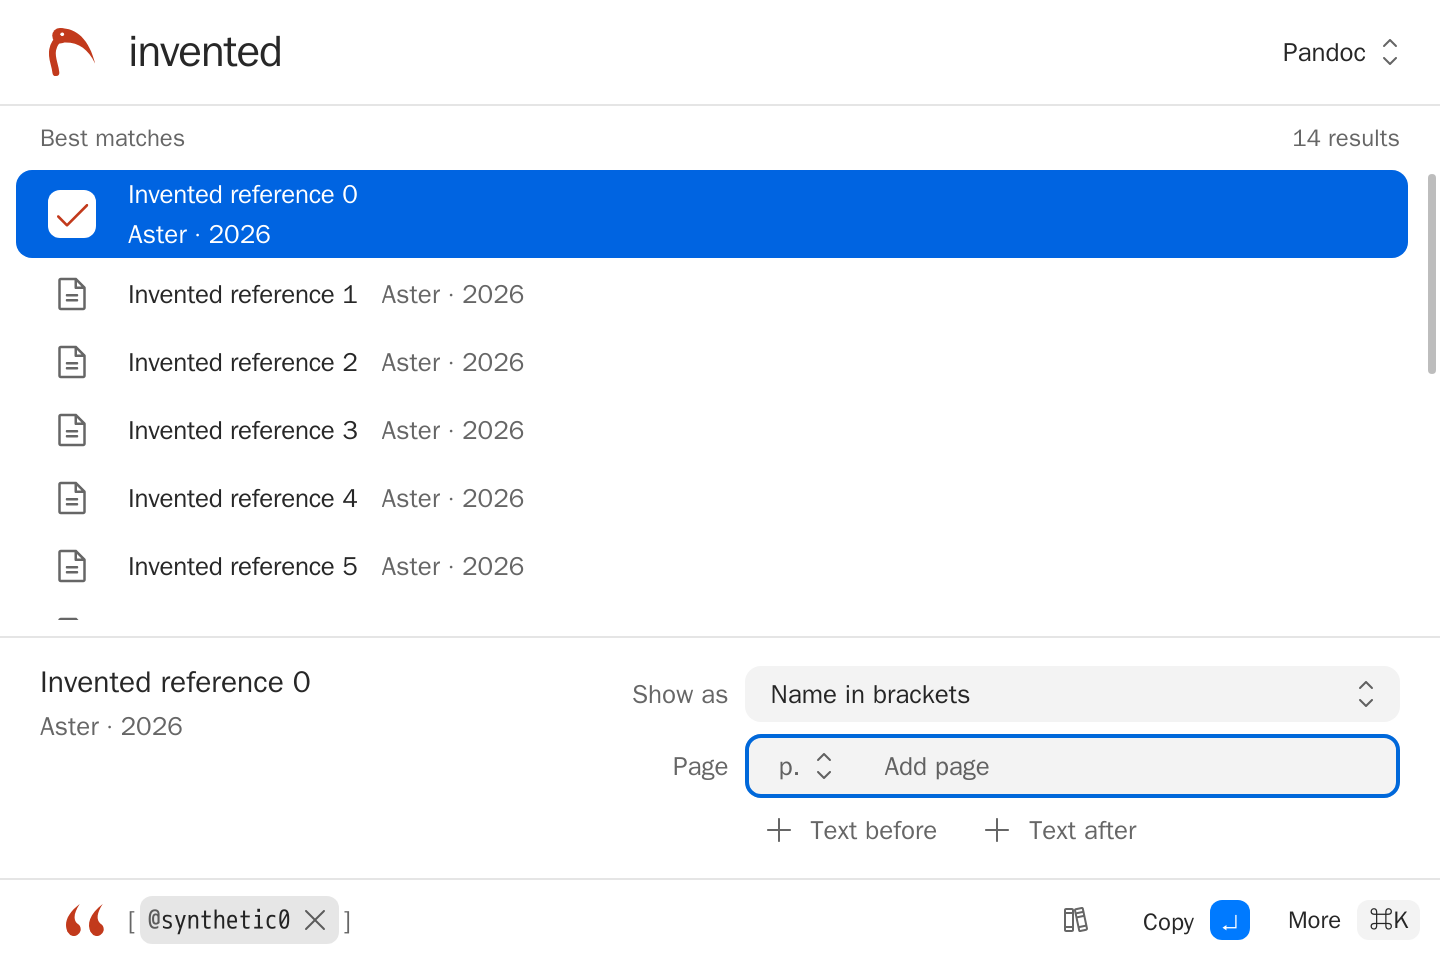 invented
Pandoc
Best matches
14 results
Invented reference 0
Aster · 2026
Invented reference 1 Aster · 2026
Invented reference 2 Aster · 2026
Invented reference 3 Aster · 2026
Invented reference 4 Aster · 2026
Invented reference 5 Aster · 2026
Invented reference 0
Aster · 2026
Show as Name in brackets
Page p. Add page
Text before Text after
[ @synthetic0 ]
Copy More ⌘K